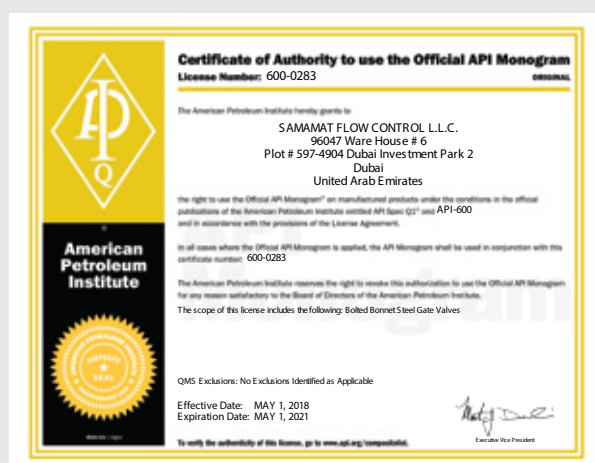 API
Q
American
Petroleum
Institute
Certificate of Authority to use the Official API Monogram
License Number: 600-0283
ORIGINAL
The American Petroleum Institute hereby grants to
SAMAMAT FLOW CONTROL L.L.C.
96047 Ware House # 6
Plot # 597-4904 Dubai Investment Park 2
Dubai
United Arab Emirates
the right to use the Official API Monogram® on manufactured products under the conditions in the official
publications of the American Petroleum Institute entitled API Spec Q1® and API-600
and in accordance with the provisions of the License Agreement.
In all cases where the Official API Monogram is applied, the API Monogram shall be used in conjunction with this
certificate number: 600-0283
The American Petroleum Institute reserves the right to revoke this authorization to use the Official API Monogram
for any reason satisfactory to the Board of Directors of the American Petroleum Institute.
The scope of this license includes the following: Bolted Bonnet Steel Gate Valves
QMS Exclusions: No Exclusions Identified as Applicable
Effective Date: MAY 1, 2018
Expiration Date: MAY 1, 2021
Executive Vice President
To verify the authenticity of this license, go to www.api.org/compositelist.